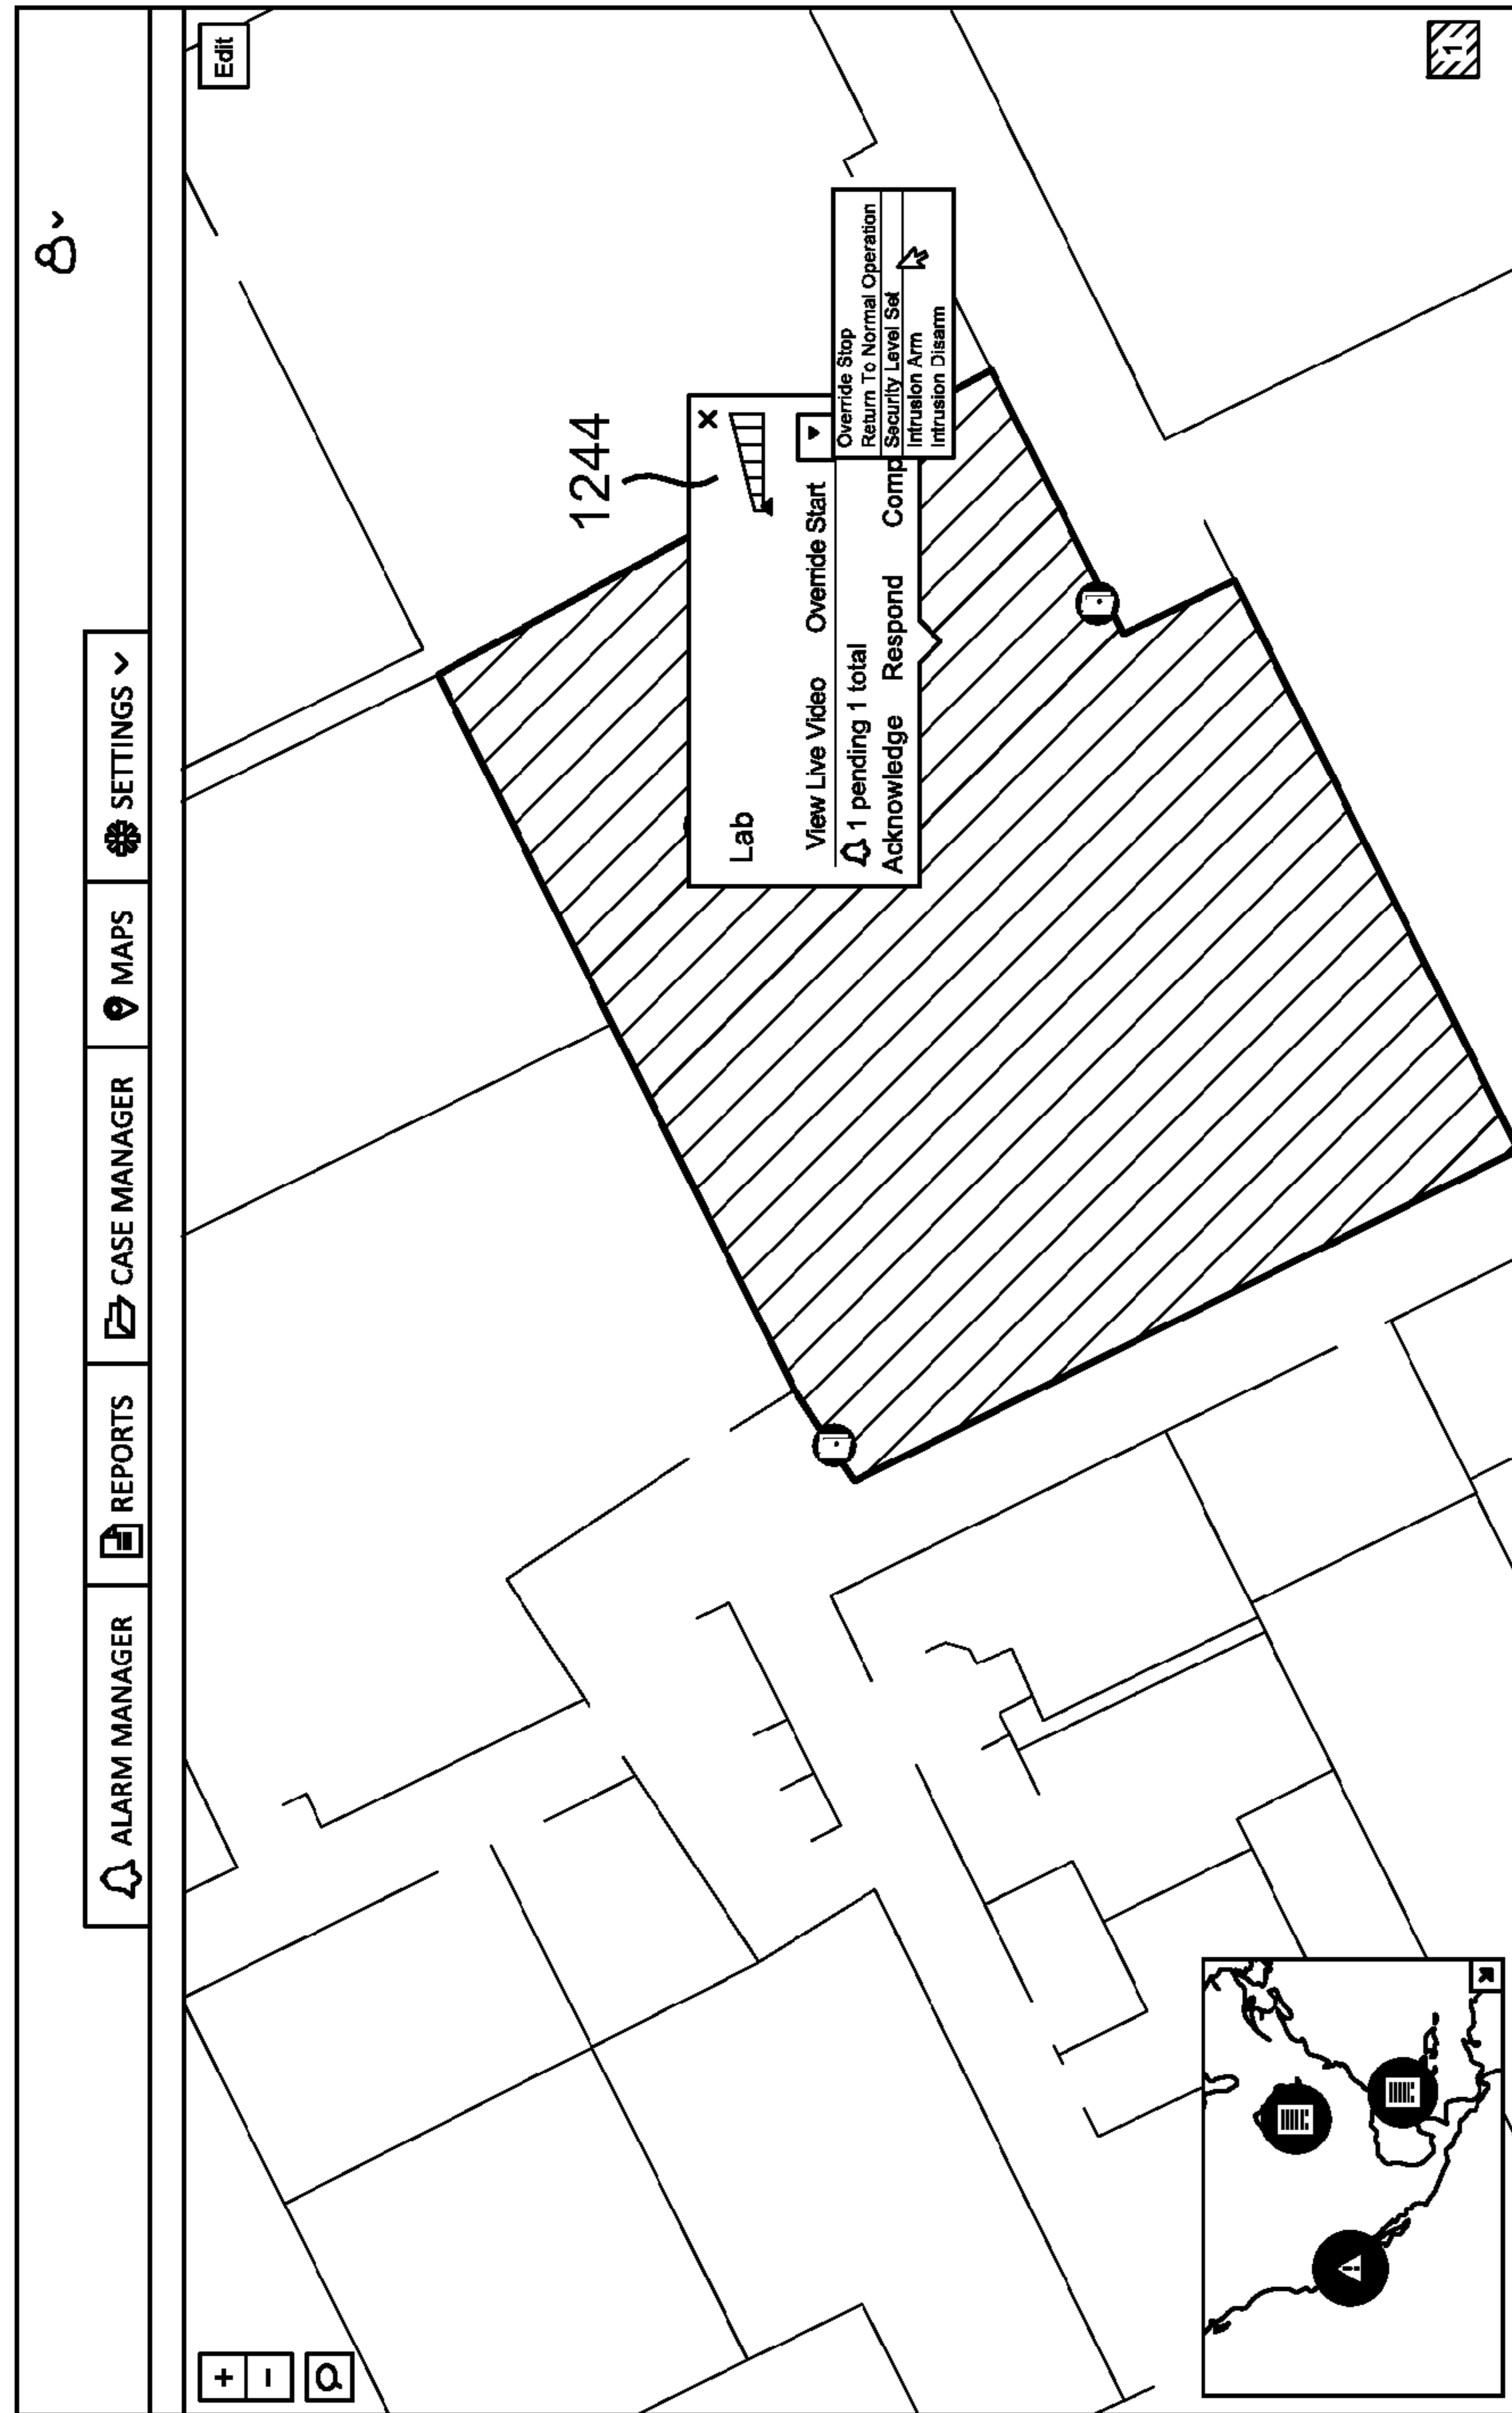 ALARM MANAGER
REPORTS
CASE MANAGER
MAPS
SETTINGS
+
-
Edit
1244
Lab
X
View Live Video Override Start
1 pending 1 total
Acknowledge Respond Comp
Override Stop
Return To Normal Operation
Security Level Set
Intrusion Arm
Intrusion Disarm
1